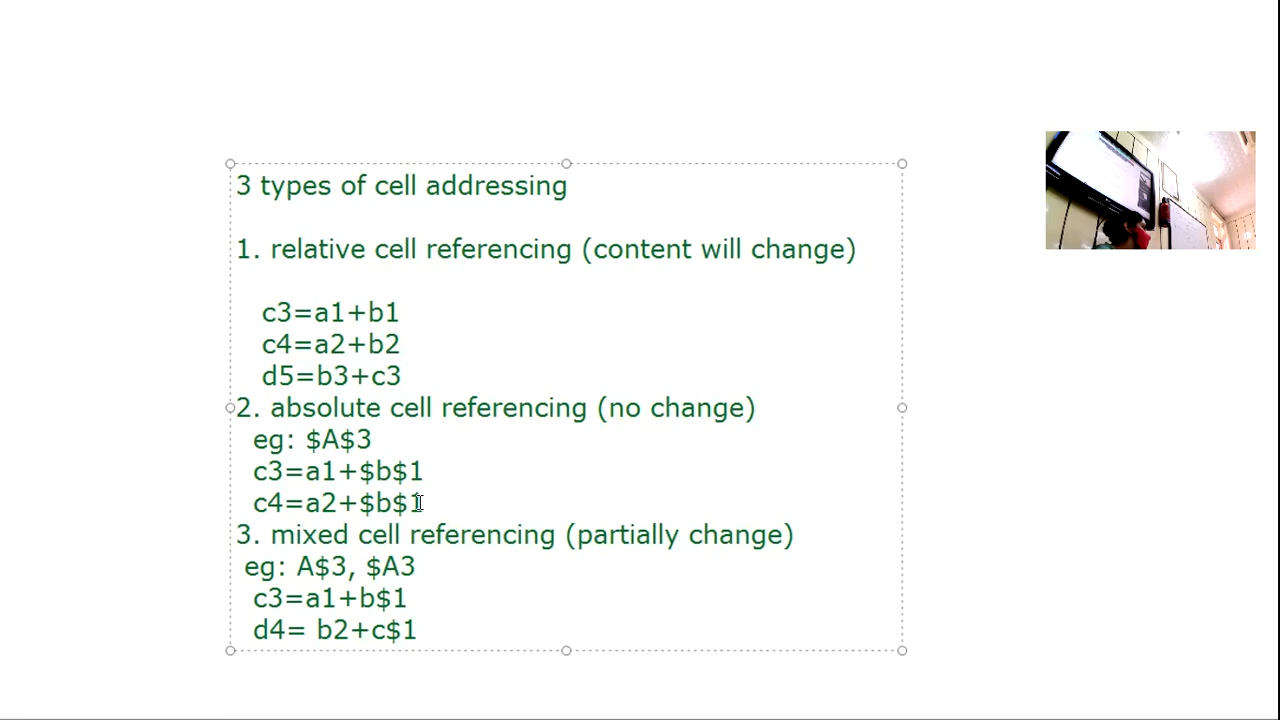 3 types of cell addressing
1. relative cell referencing (content will change)
c3=a1+b1
c4=a2+b2
d5=b3+c3
2. absolute cell referencing (no change)
eg: $A$3
c3=a1+$b$1
c4=a2+$b$1
3. mixed cell referencing (partially change)
eg: A$3, $A3
c3=a1+b$1
d4= b2+c$1